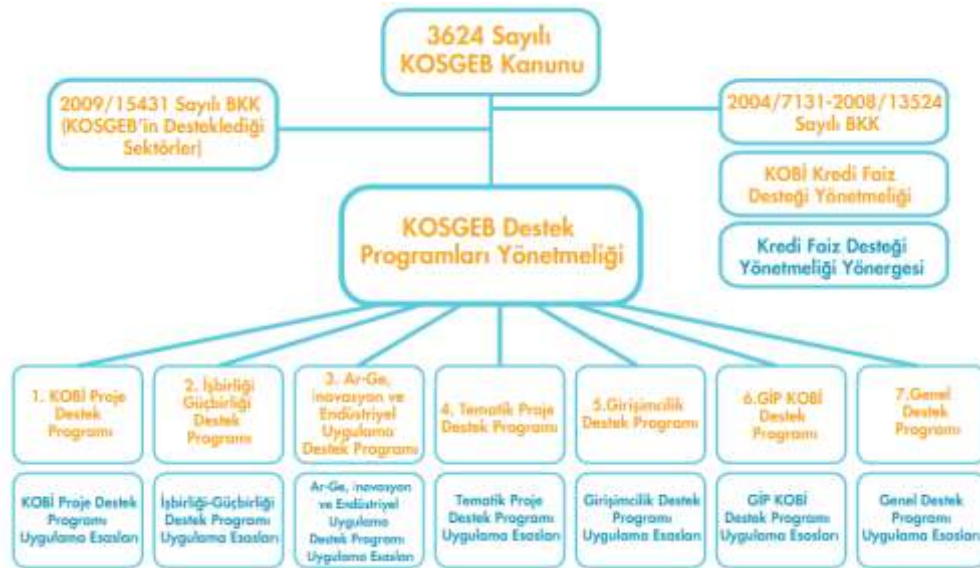 3624 Sayılı
KOSGEB Kanunu
2009/15431 Sayılı BKK
(KOSGEB'in Desteklediği
Sektörler)
2004/7131-2008/13524
Sayılı BKK
KOBİ Kredi Faiz
Desteği Yönetmeliği
Kredi Faiz Desteği
Yönetmeliği Yönergesi
KOSGEB Destek
Programları Yönetmeliği
1. KOBİ Proje
Destek
Programı
2. İşbirliği
Güçbirliği
Destek
Programı
3. Ar-Ge,
inovasyon ve
Endüstriyel
Uygulama
Destek Programı
4. Tematik Proje
Destek Programı
5.Girişimcilik
Destek Programı
6.GİP KOBİ
Destek
Programı
7.Genel
Destek
Programı
KOBİ Proje Destek
Programı
Uygulama Esasları
İşbirliği-Güçbirliği
Destek Programı
Uygulama Esasları
Ar-Ge, inovasyon
ve Endüstriyel
Uygulama
Destek Programı
Uygulama Esasları
Tematik Proje
Destek Programı
Uygulama Esasları
Girişimcilik Destek
Programı
Uygulama Esasları
GİP KOBİ
Destek Programı
Uygulama Esasları
Genel Destek
Programı
Uygulama Esasları